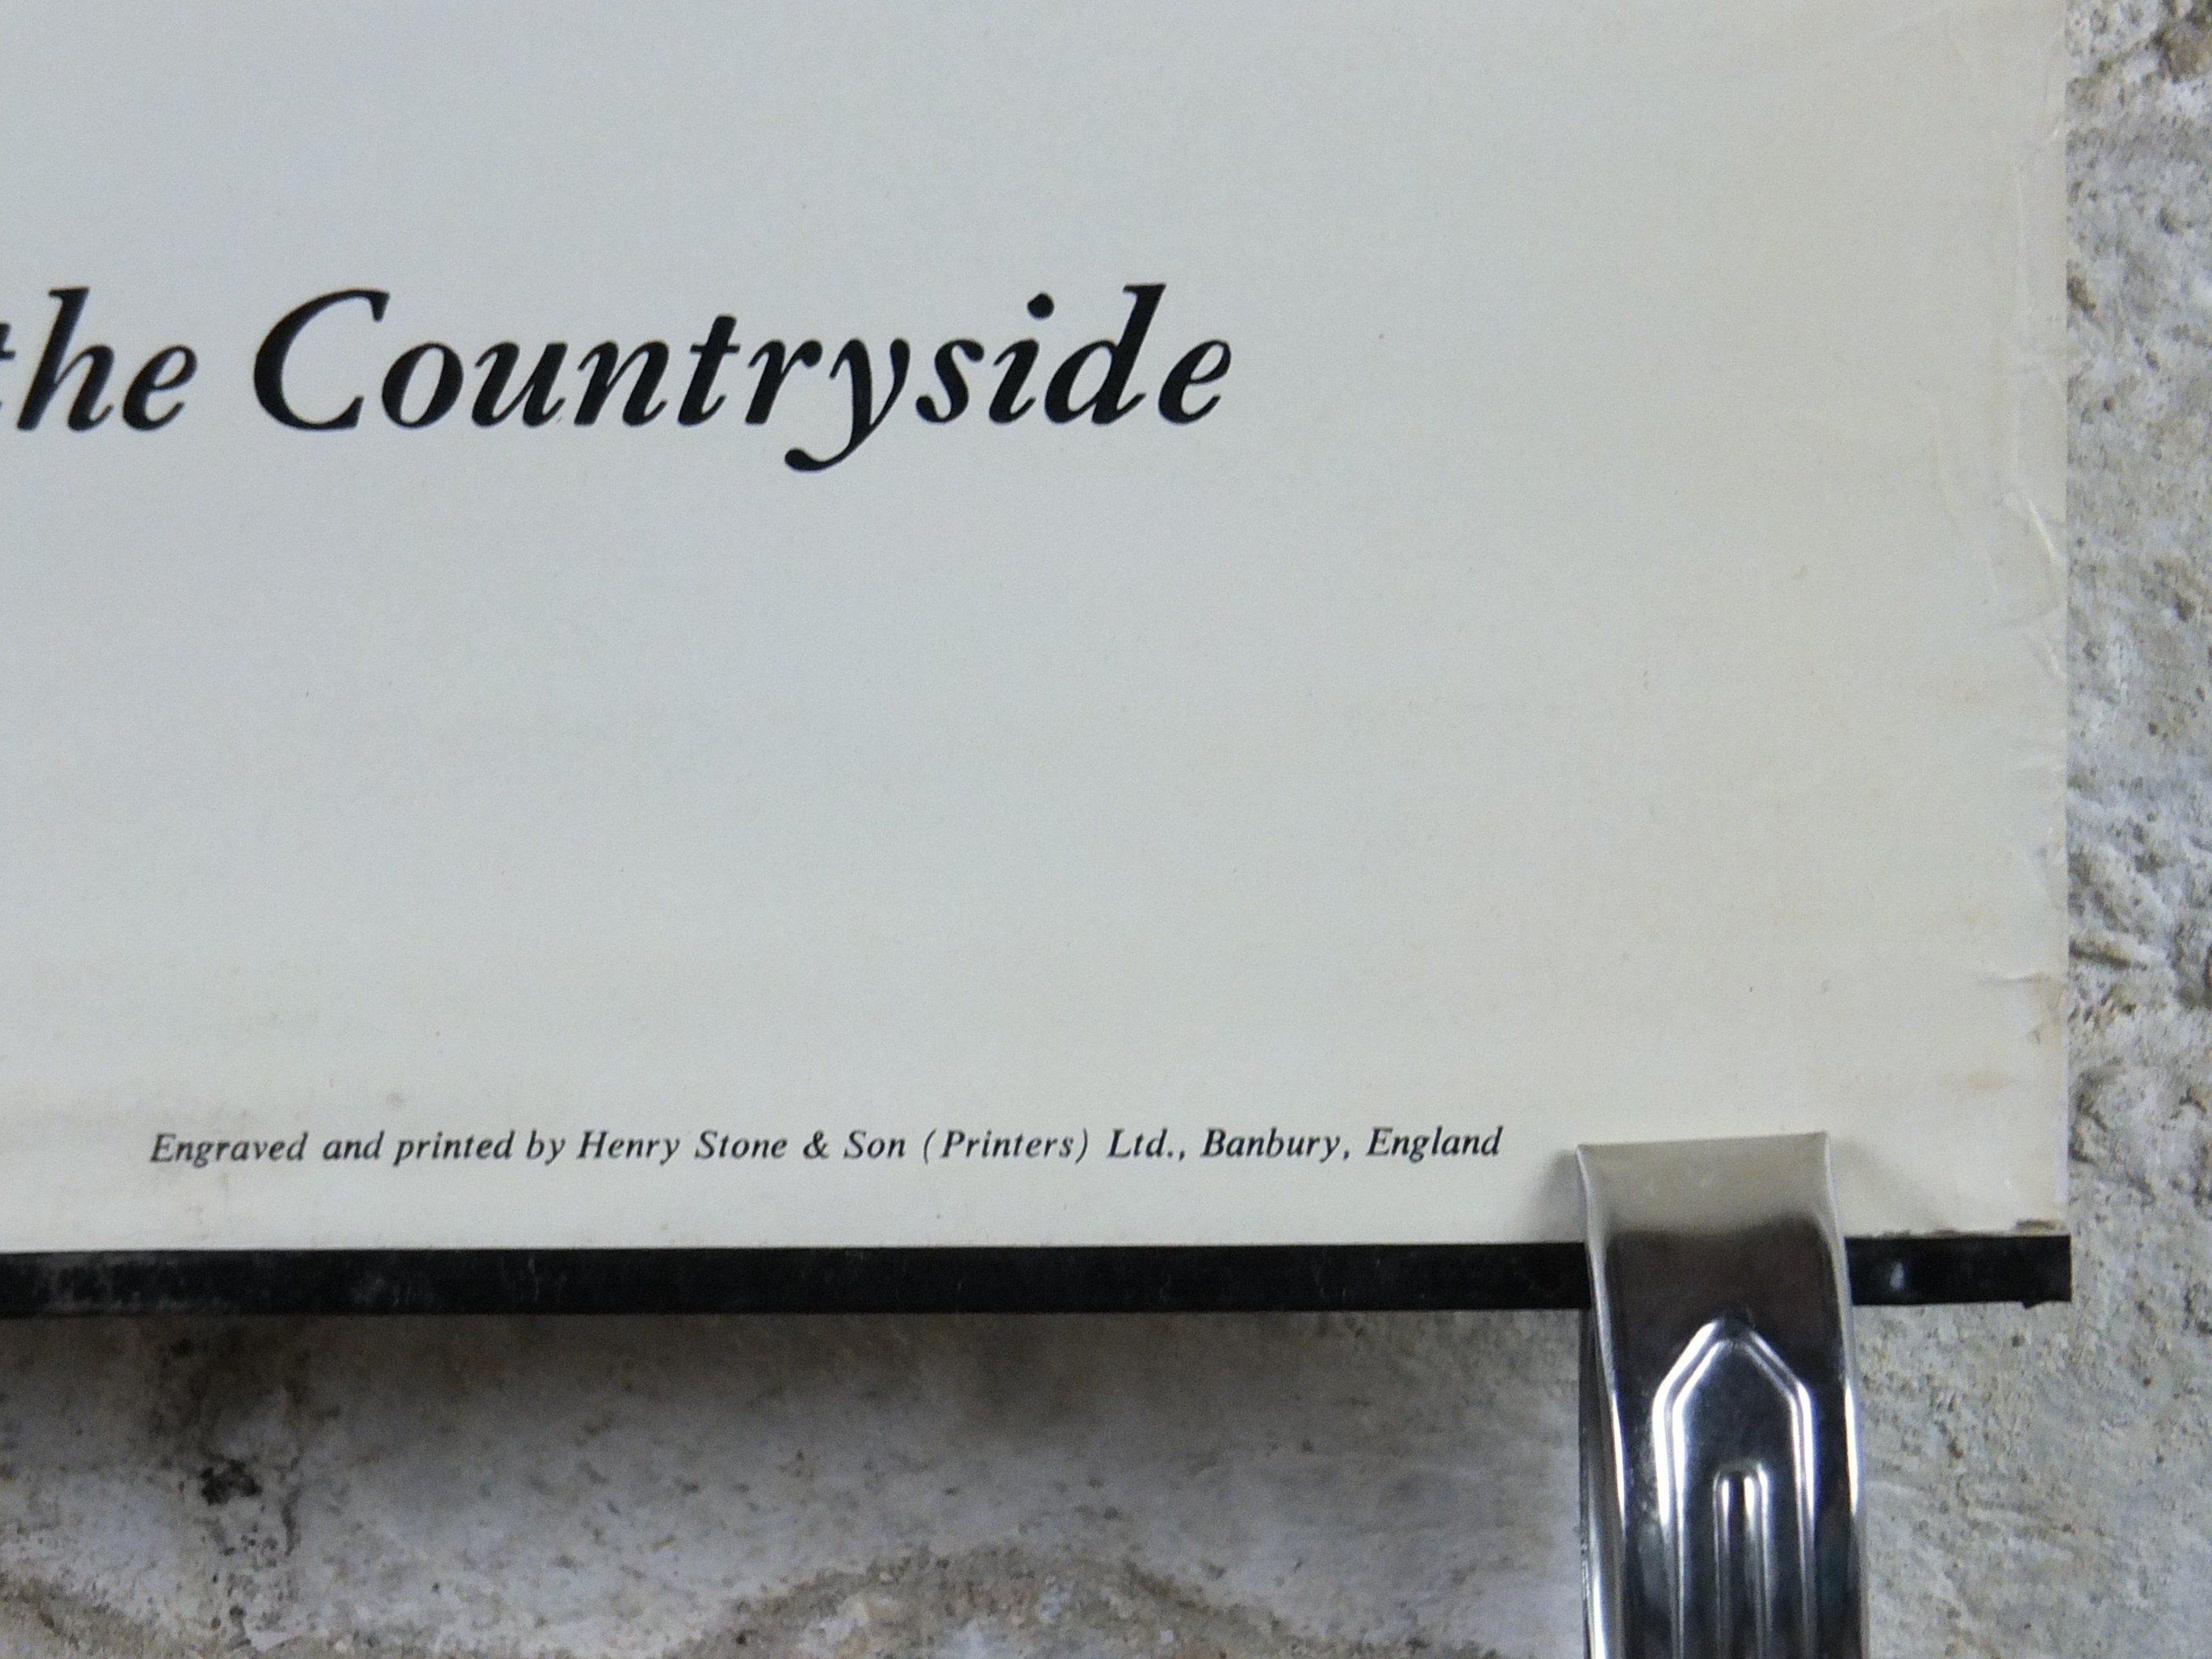 the Countryside
Engraved and printed by Henry Stone & Son (Printers) Ltd., Banbury, England